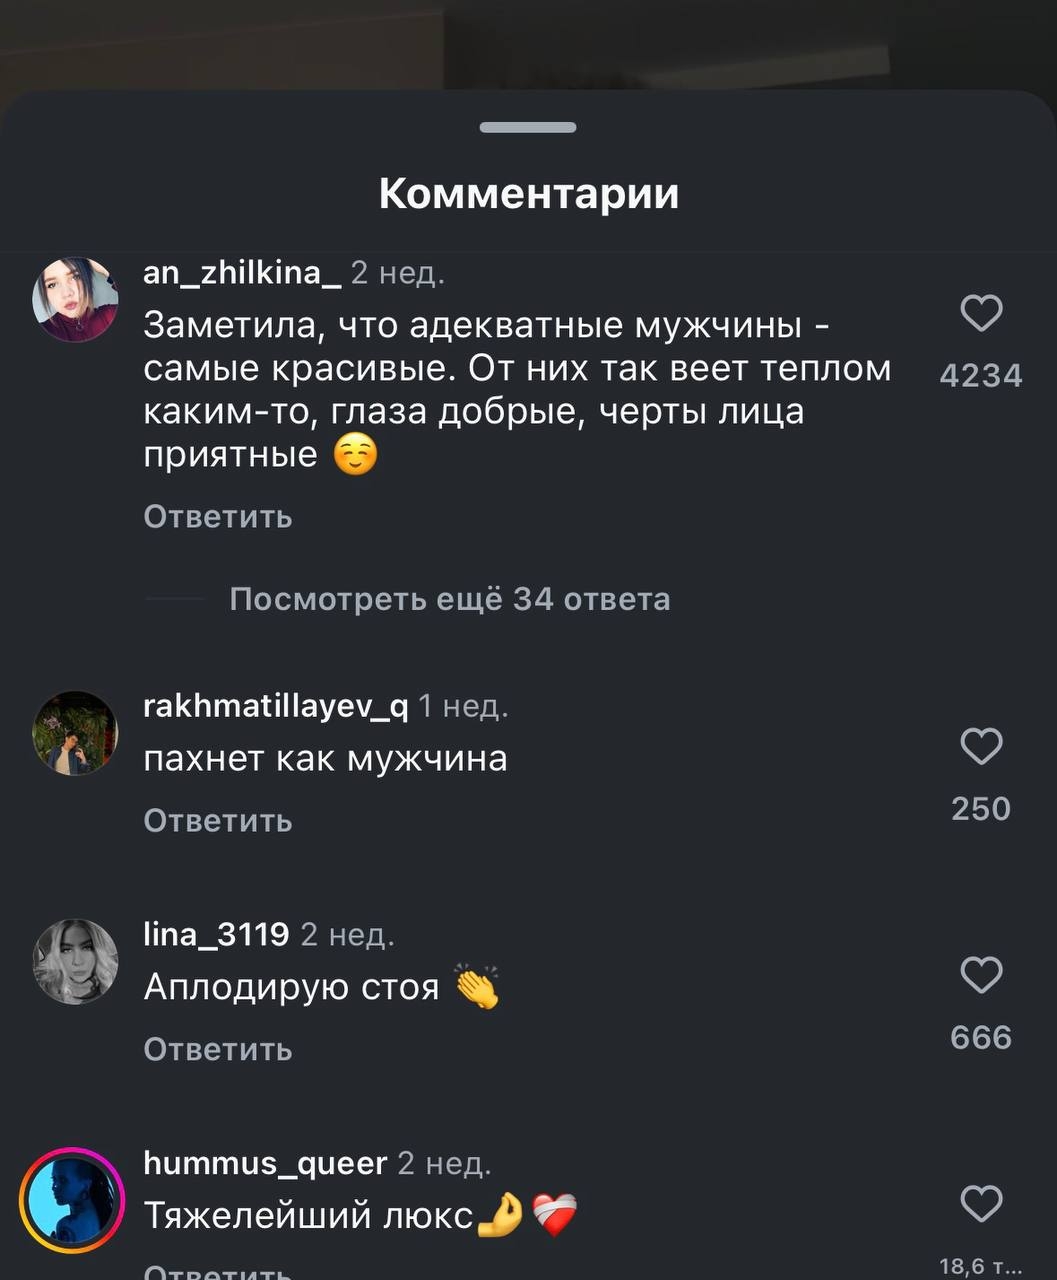 Комментарии
an_zhilkina_ 2 нед.
Заметила, что адекватные мужчины -
самые красивые. От них так веет теплом
каким-то, глаза добрые, черты лица
приятные ☺️
4234
Ответить
Посмотреть ещё 34 ответа
rakhmatillayev_q 1 нед.
пахнет как мужчина
250
Ответить
lina_3119 2 нед.
Аплодирую стоя 👏
666
Ответить
hummus_queer 2 нед.
Тяжелейший люкс🤌❤️‍🩹
18,6 т...
Ответить